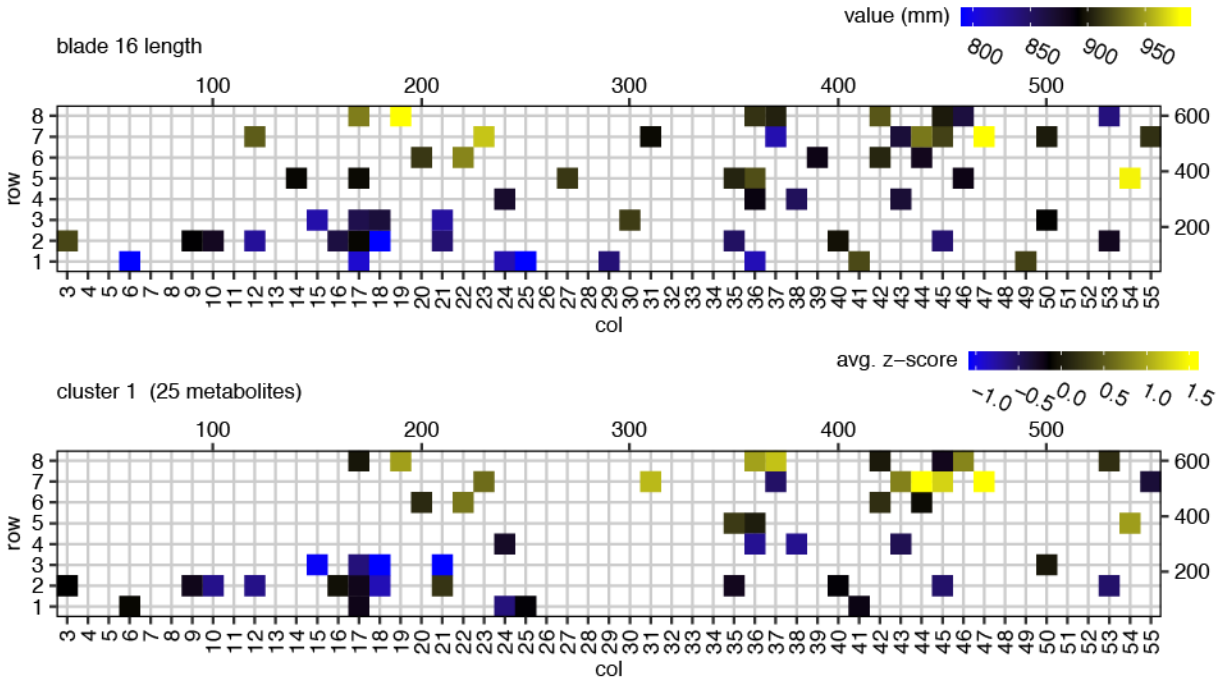 value (mm)
800 850 900 950
blade 16 length
100 200 300 400 500
8 600
7
6 400
5
4
3 200
2
1
row
3 4 5 6 7 8 9 10 11 12 13 14 15 16 17 18 19 20 21 22 23 24 25 26 27 28 29 30 31 32 33 34 35 36 37 38 39 40 41 42 43 44 45 46 47 48 49 50 51 52 53 54 55
col
avg. z−score
−1.0 −0.5 0.0 0.5 1.0 1.5
cluster 1 (25 metabolites)
100 200 300 400 500
8 600
7
6 400
5
4
3 200
2
1
row
3 4 5 6 7 8 9 10 11 12 13 14 15 16 17 18 19 20 21 22 23 24 25 26 27 28 29 30 31 32 33 34 35 36 37 38 39 40 41 42 43 44 45 46 47 48 49 50 51 52 53 54 55
col